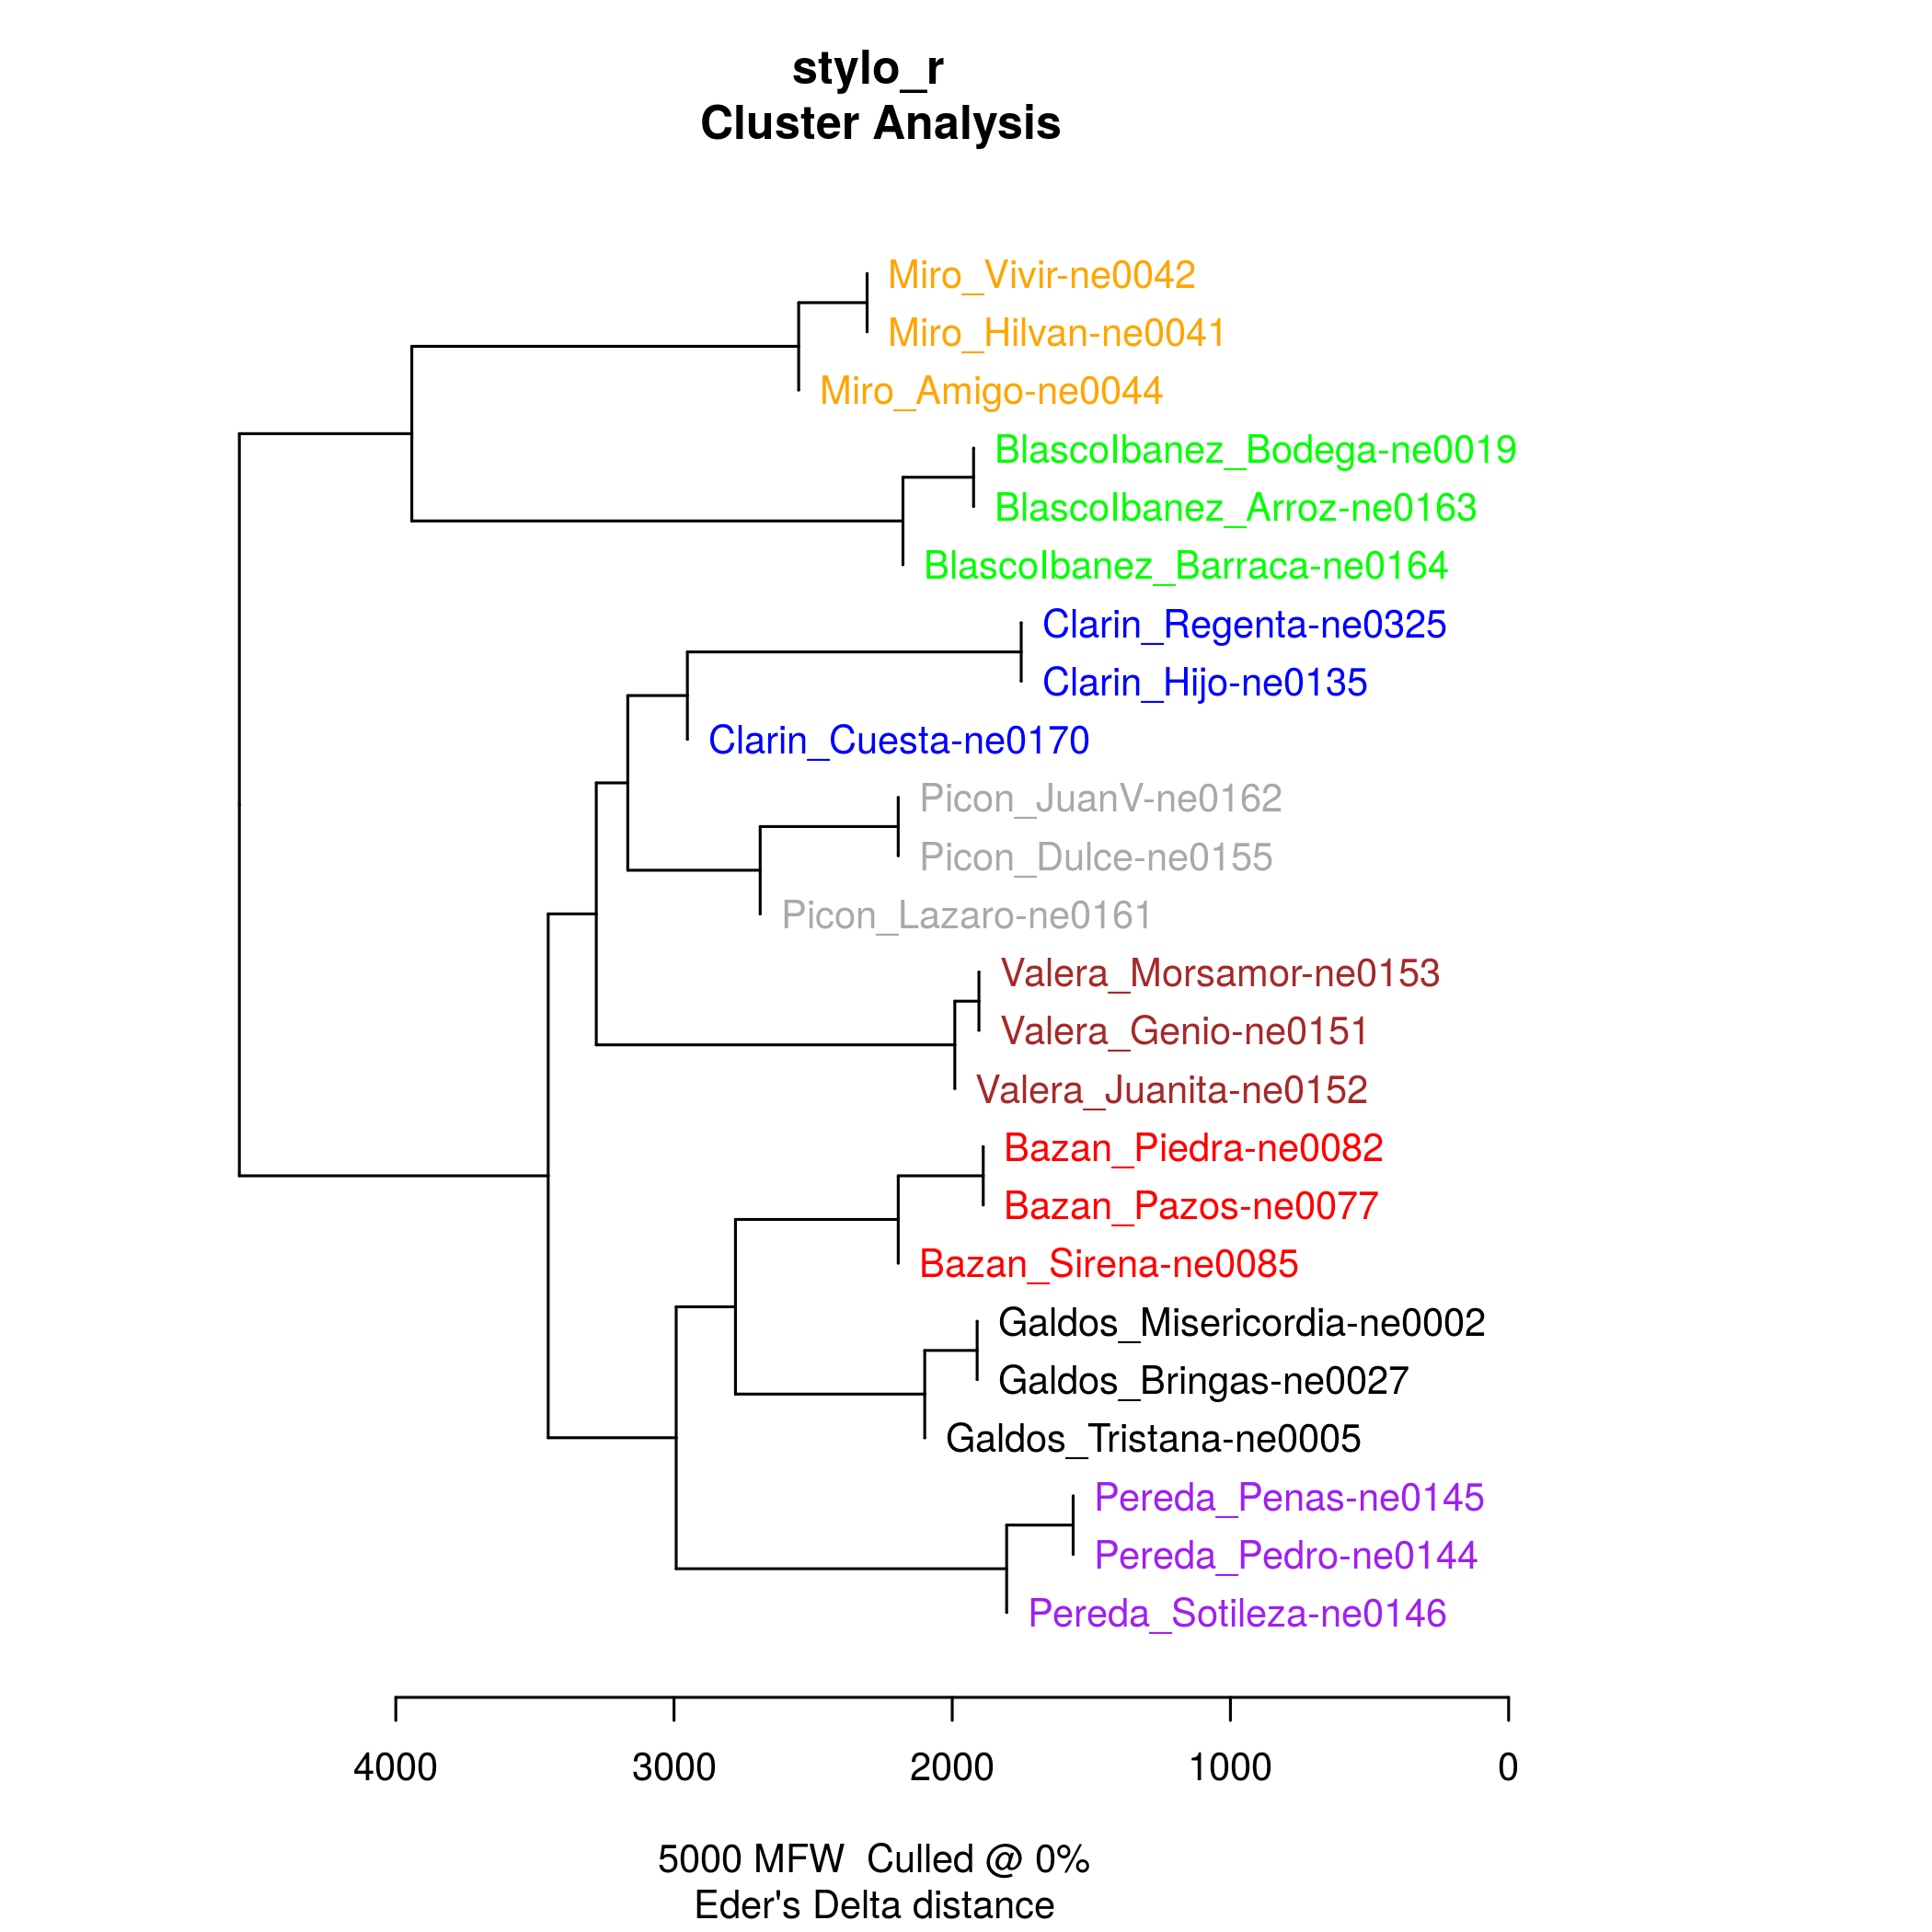 stylo_r
Cluster Analysis
Miro_Vivir-ne0042
Miro_Hilvan-ne0041
Miro_Amigo-ne0044
BlascoIbanez_Bodega-ne0019
BlascoIbanez_Arroz-ne0163
BlascoIbanez_Barraca-ne0164
Clarin_Regenta-ne0325
Clarin_Hijo-ne0135
Clarin_Cuesta-ne0170
Picon_JuanV-ne0162
Picon_Dulce-ne0155
Picon_Lazaro-ne0161
Valera_Morsamor-ne0153
Valera_Genio-ne0151
Valera_Juanita-ne0152
Bazan_Piedra-ne0082
Bazan_Pazos-ne0077
Bazan_Sirena-ne0085
Galdos_Misericordia-ne0002
Galdos_Bringas-ne0027
Galdos_Tristana-ne0005
Pereda_Penas-ne0145
Pereda_Pedro-ne0144
Pereda_Sotileza-ne0146
4000 3000 2000 1000 0
5000 MFW  Culled @ 0%
Eder's Delta distance